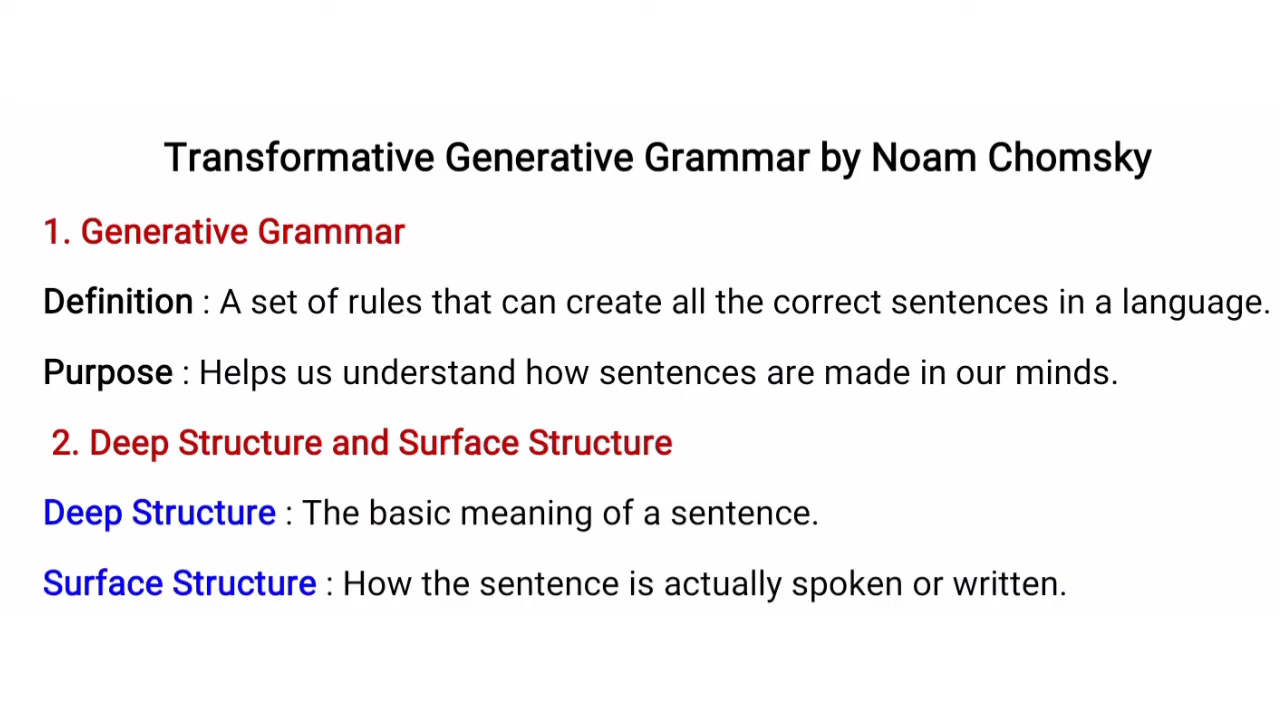 Transformative Generative Grammar by Noam Chomsky
1. Generative Grammar
Definition : A set of rules that can create all the correct sentences in a language.
Purpose : Helps us understand how sentences are made in our minds.
2. Deep Structure and Surface Structure
Deep Structure : The basic meaning of a sentence.
Surface Structure : How the sentence is actually spoken or written.